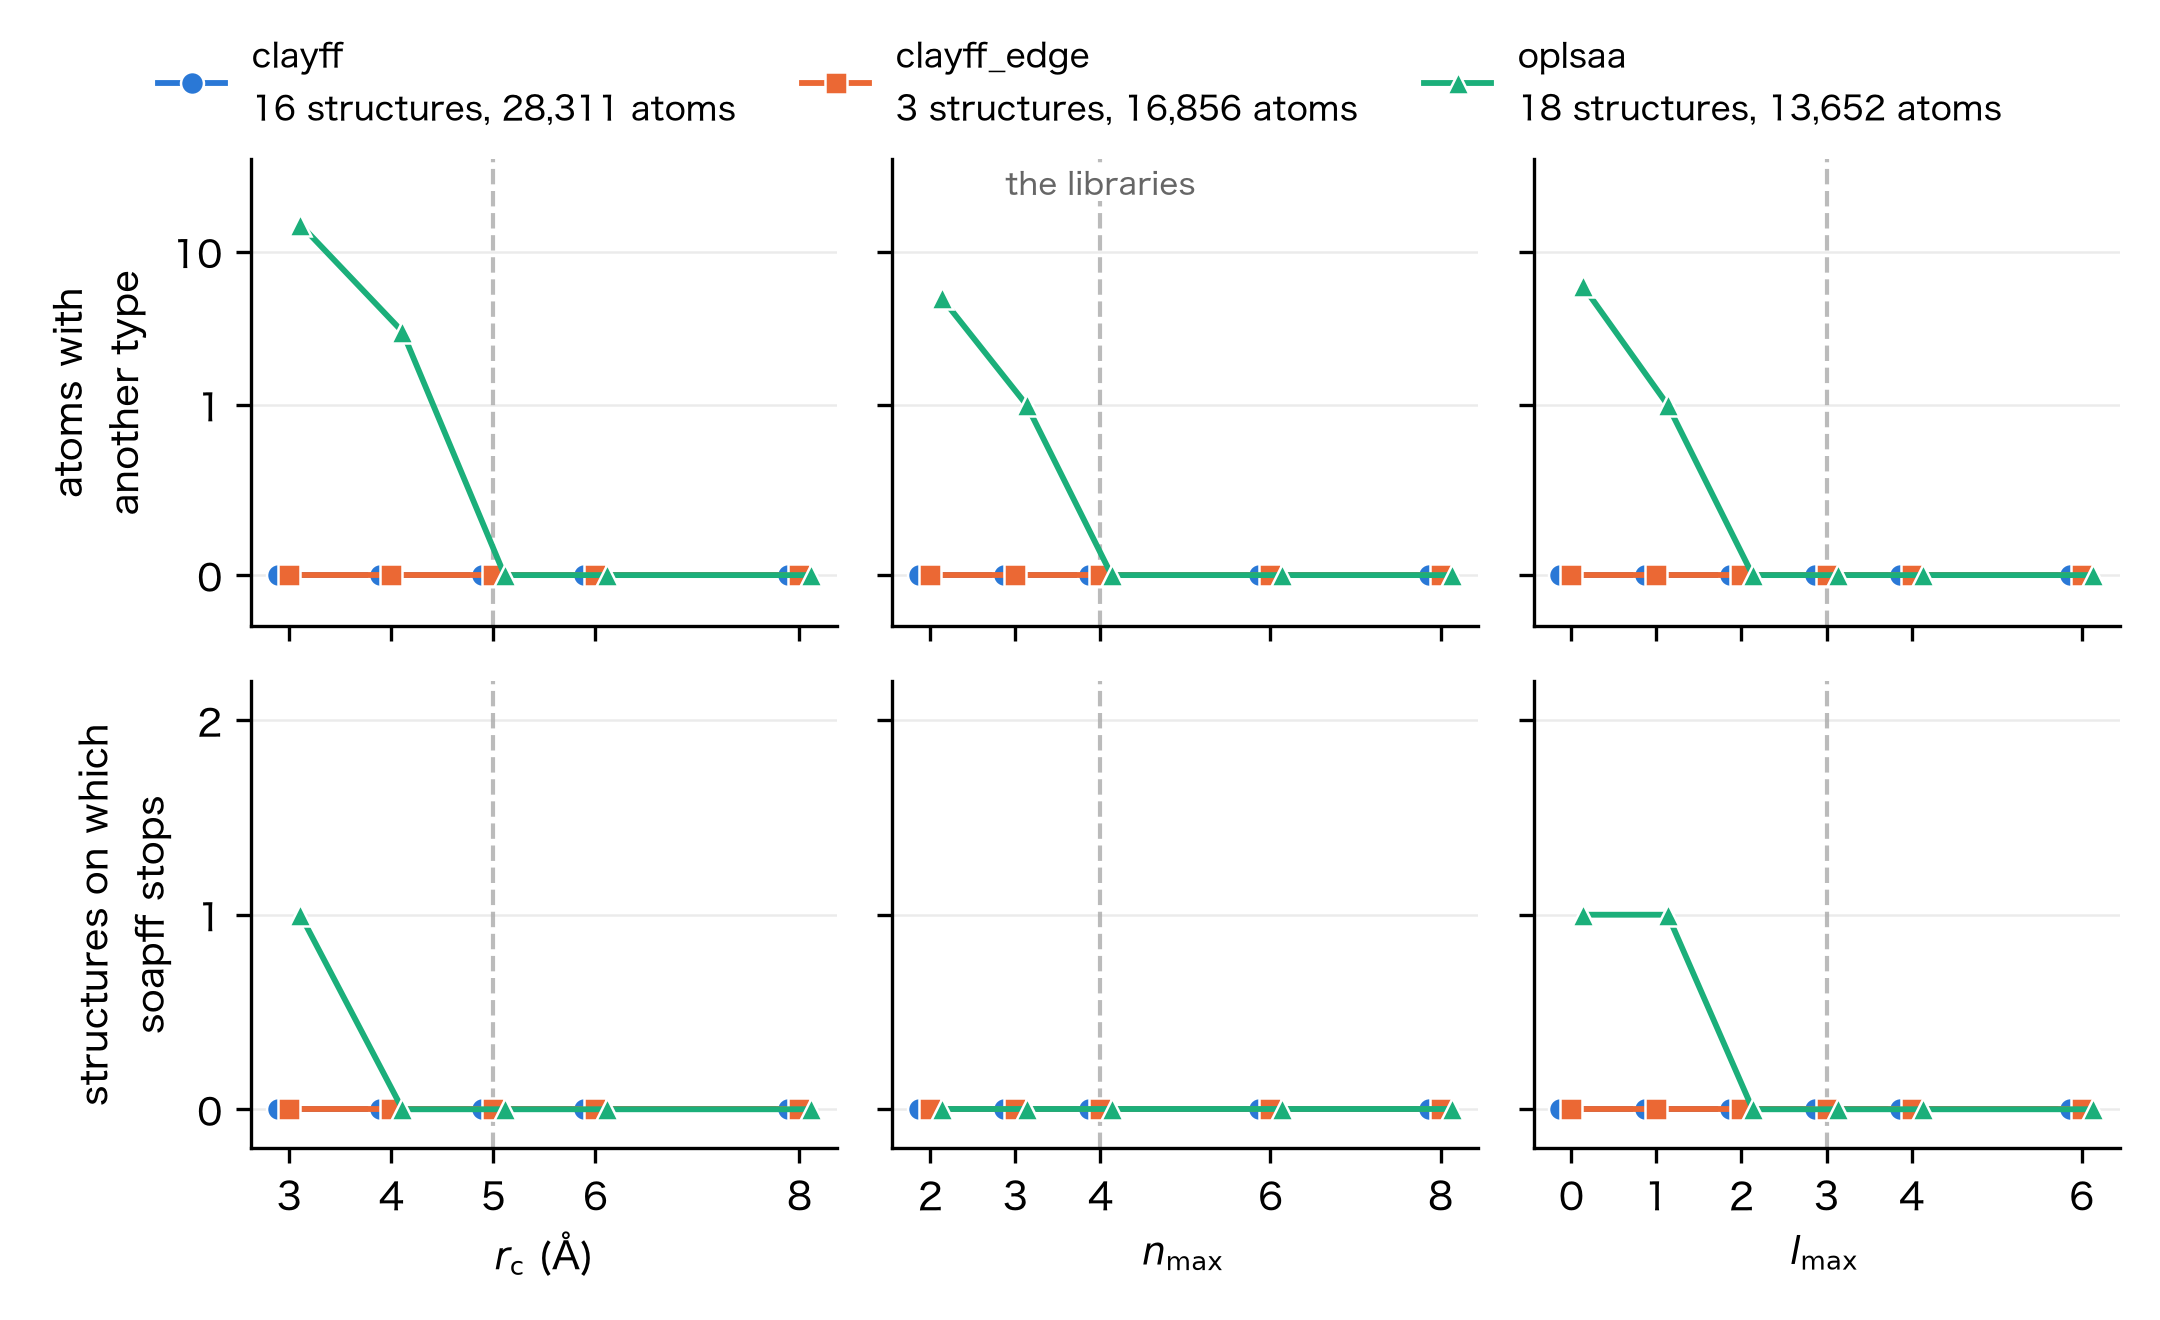 clayff
16 structures, 28,311 atoms
clayff_edge
3 structures, 16,856 atoms
oplsaa
18 structures, 13,652 atoms
the libraries
atoms with
another type
10
1
0
structures on which
soapff stops
2
1
0
3 4 5 6 8
2 3 4 6 8
0 1 2 3 4 6
r_c (Å)
n_max
l_max